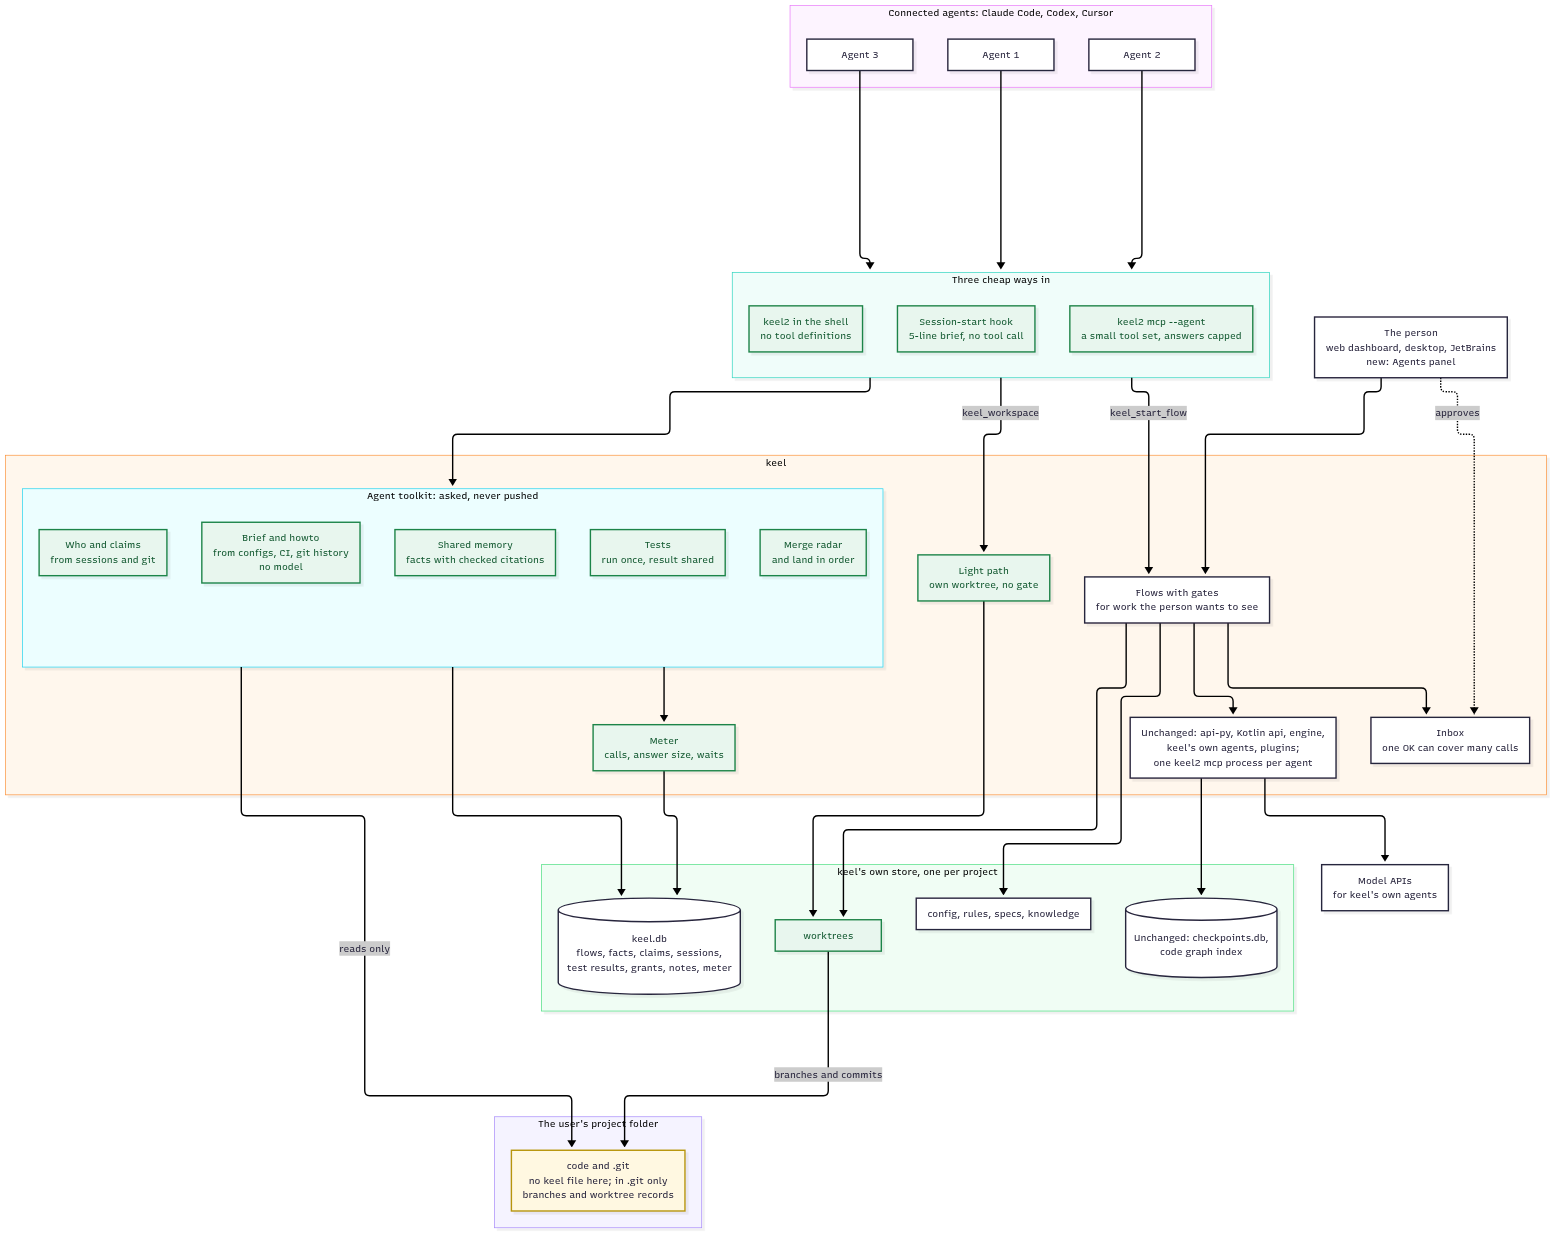 Connected agents: Claude Code, Codex, Cursor
Agent 3
Agent 1
Agent 2
Three cheap ways in
keel2 in the shell
no tool definitions
Session-start hook
5-line brief, no tool call
keel2 mcp --agent
a small tool set, answers capped
The person
web dashboard, desktop, JetBrains
new: Agents panel
keel_workspace
keel_start_flow
approves
keel
Agent toolkit: asked, never pushed
Who and claims
from sessions and git
Brief and howto
from configs, CI, git history
no model
Shared memory
facts with checked citations
Tests
run once, result shared
Merge radar
and land in order
Light path
own worktree, no gate
Flows with gates
for work the person wants to see
Meter
calls, answer size, waits
Unchanged: api-py, Kotlin api, engine,
keel's own agents, plugins;
one keel2 mcp process per agent
Inbox
one OK can cover many calls
keel's own store, one per project
keel.db
flows, facts, claims, sessions,
test results, grants, notes, meter
worktrees
config, rules, specs, knowledge
Unchanged: checkpoints.db,
code graph index
Model APIs
for keel's own agents
reads only
branches and commits
The user's project folder
code and .git
no keel file here; in .git only
branches and worktree records